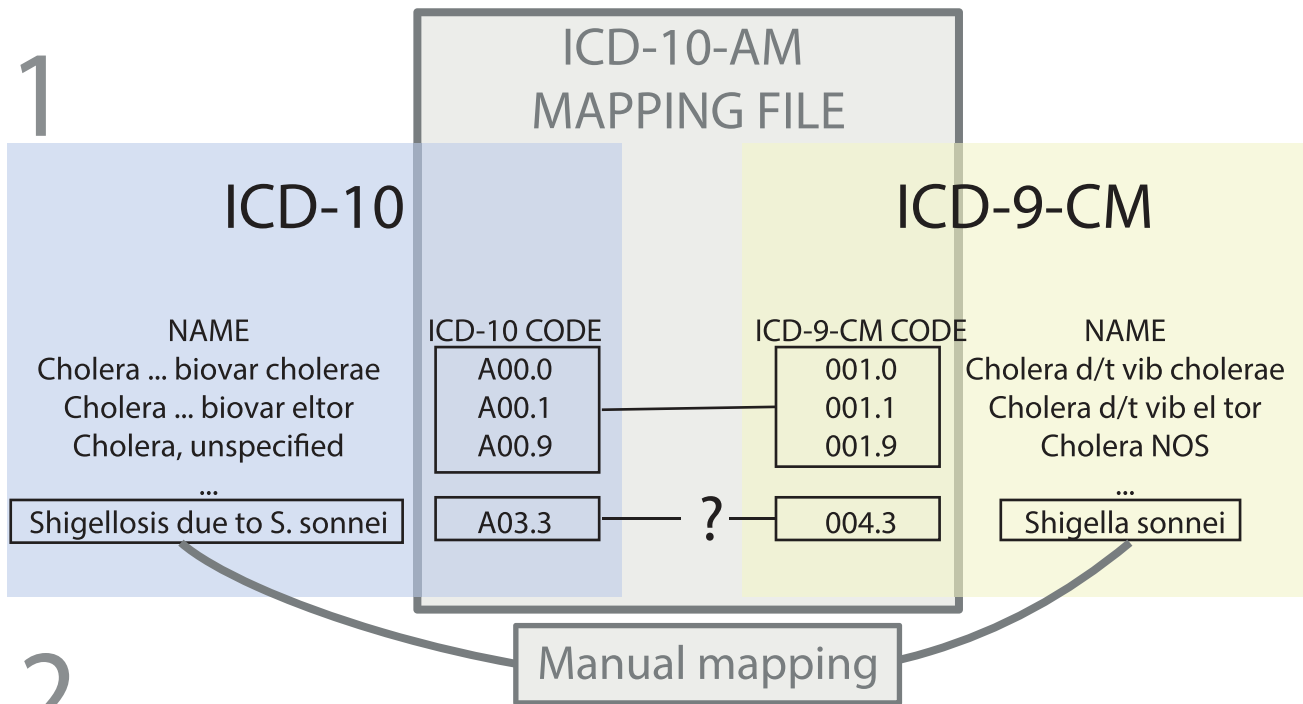 1
ICD-10-AM
MAPPING FILE
ICD-10
ICD-9-CM
NAME ICD-10 CODE ICD-9-CM CODE NAME
Cholera ... biovar cholerae A00.0 001.0 Cholera d/t vib cholerae
Cholera ... biovar eltor A00.1 001.1 Cholera d/t vib el tor
Cholera, unspecified A00.9 001.9 Cholera NOS
... ...
Shigellosis due to S. sonnei A03.3 ? 004.3 Shigella sonnei
2
Manual mapping